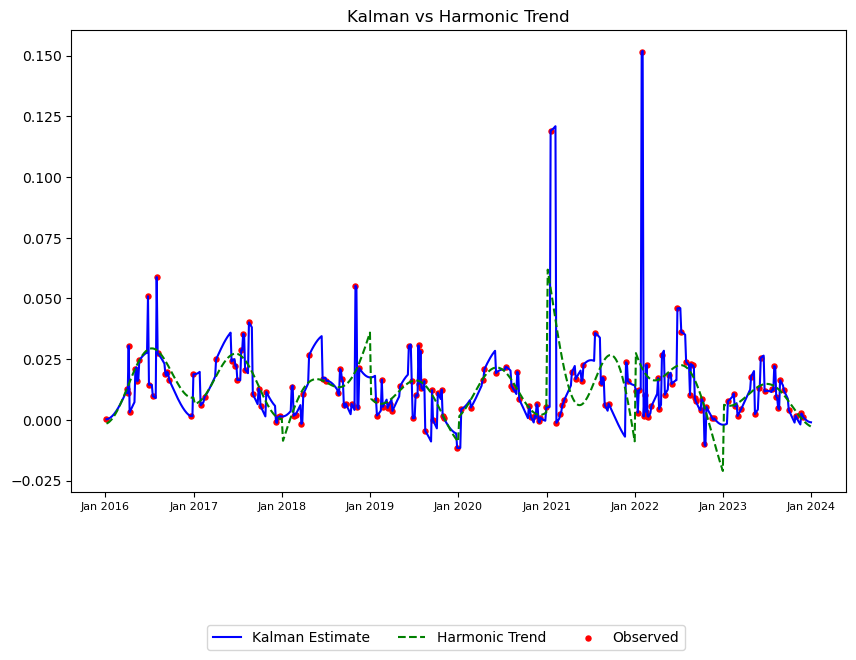 Kalman vs Harmonic Trend
0.150
0.125
0.100
0.075
0.050
0.025
0.000
−0.025
Jan 2016 Jan 2017 Jan 2018 Jan 2019 Jan 2020 Jan 2021 Jan 2022 Jan 2023 Jan 2024
Kalman Estimate Harmonic Trend Observed